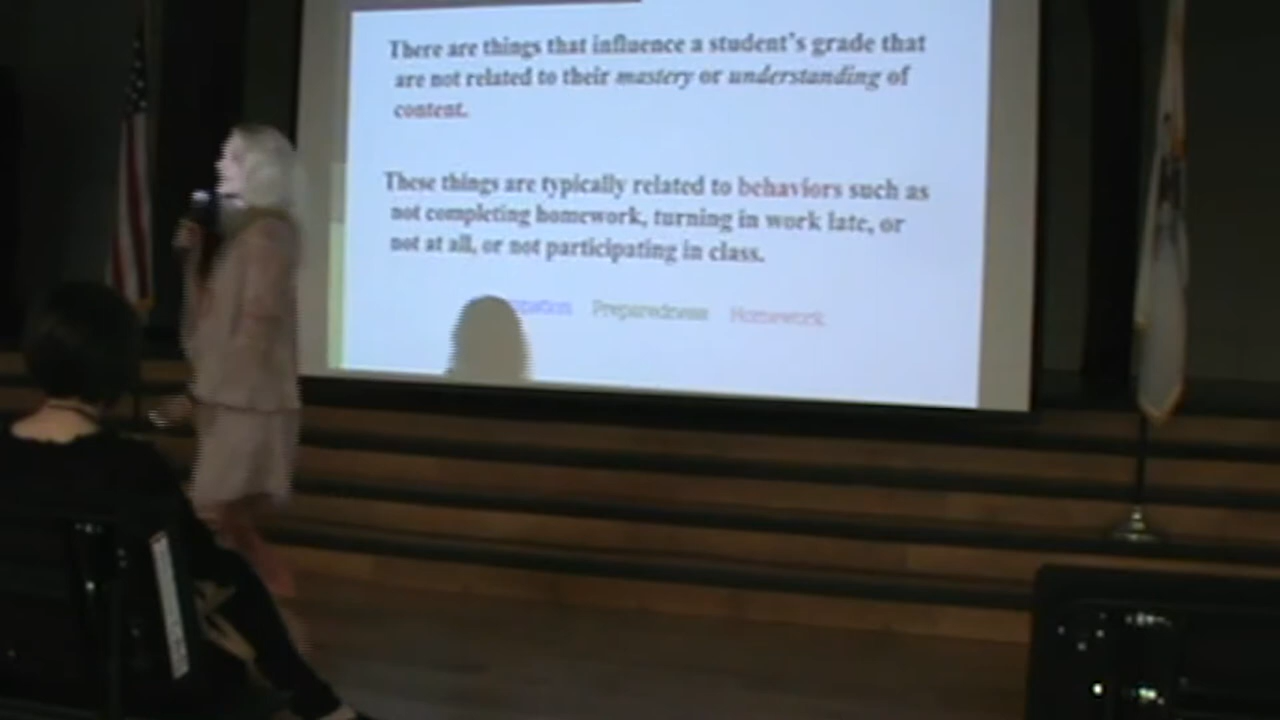 There are things that influence a student's grade that
are not related to their mastery or understanding of
content.
These things are typically related to behaviors such as
not completing homework, turning in work late, or
not at all, or not participating in class.
Preparedness Homework